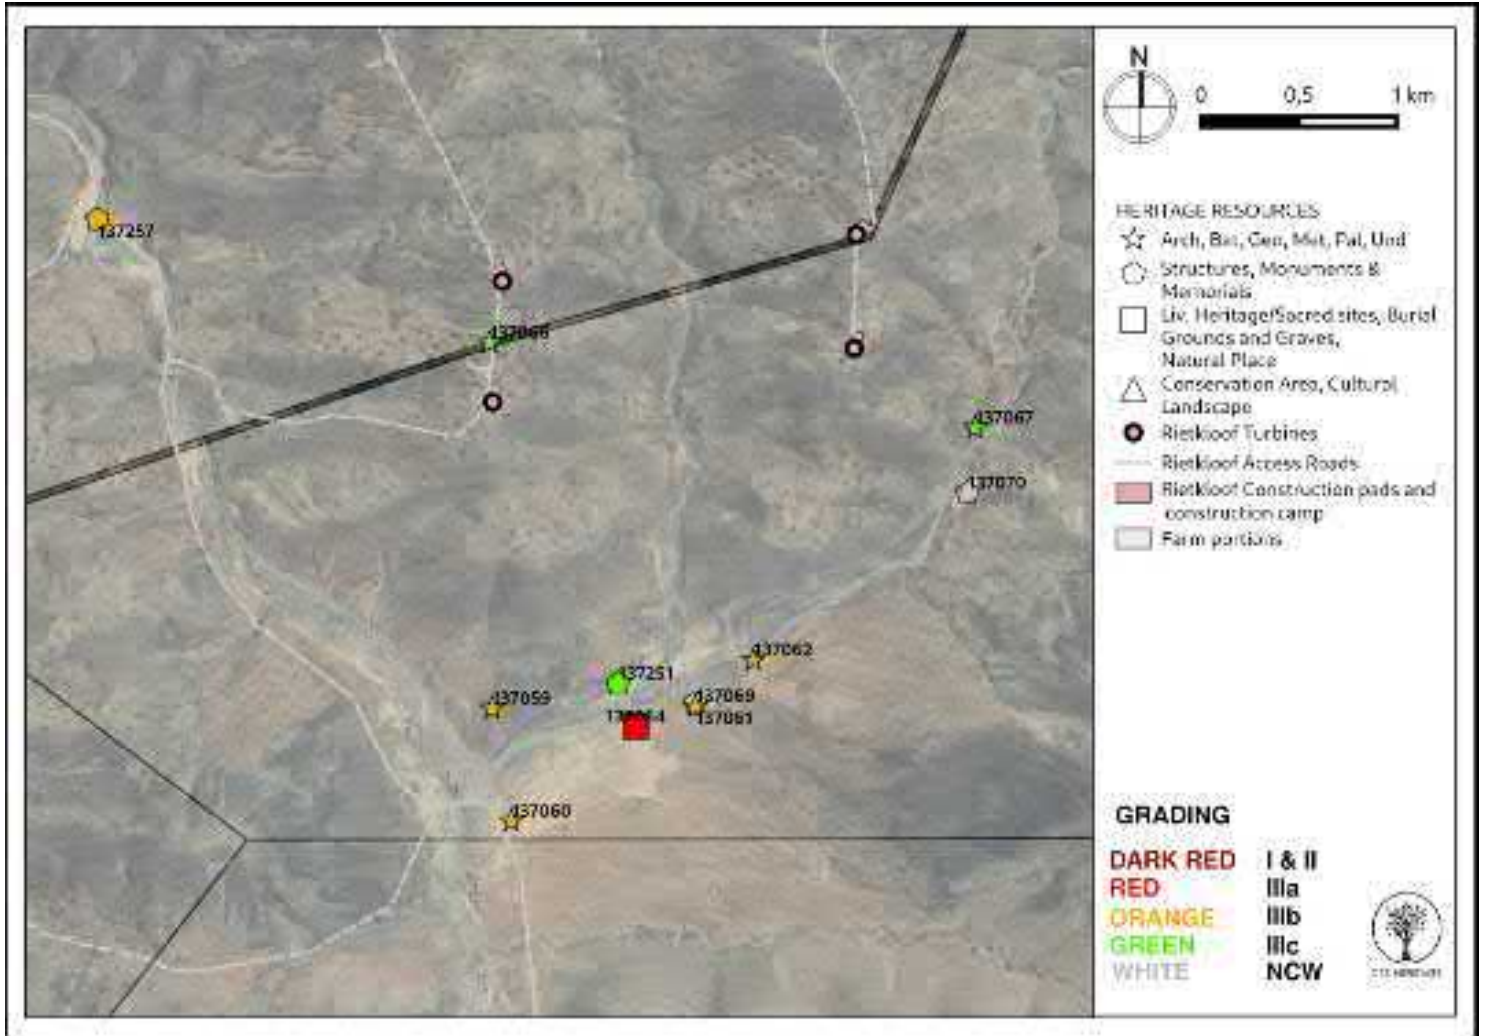 N
0 0,5 1 km
HERITAGE RESOURCES
Arch, Bat, Geo, Met, Pal, Und
Structures, Monuments &
Memorials
Liv. Heritage/Sacred sites, Burial
Grounds and Graves,
Natural Place
Conservation Area, Cultural
Landscape
Rietkloof Turbines
Rietkloof Access Roads
Rietkloof Construction pads and
construction camp
Farm portions
137257
137066
137067
137070
137062
137251
137059
137069
137061
137060
GRADING
DARK RED I & II
RED IIIa
ORANGE IIIb
GREEN IIIc
WHITE NCW
CTS HERITAGE